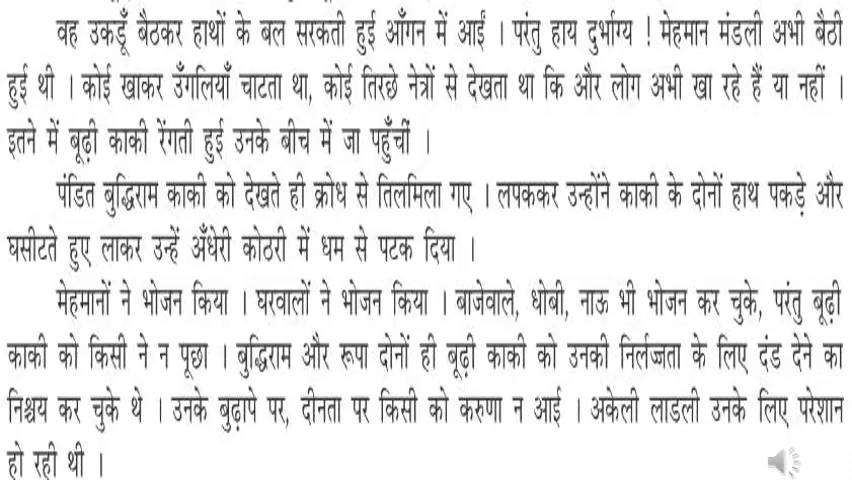 वह उकड़ूँ बैठकर हाथों के बल सरकती हुई आँगन में आईं । परंतु हाय दुर्भाग्य ! मेहमान मंडली अभी बैठी
हुई थी । कोई खाकर उँगलियाँ चाटता था, कोई तिरछे नेत्रों से देखता था कि और लोग अभी खा रहे हैं या नहीं ।
इतने में बूढ़ी काकी रेंगती हुई उनके बीच में जा पहुँचीं ।
पंडित बुद्धिराम काकी को देखते ही क्रोध से तिलमिला गए । लपककर उन्होंने काकी के दोनों हाथ पकड़े और
घसीटते हुए लाकर उन्हें अँधेरी कोठरी में धम से पटक दिया ।
मेहमानों ने भोजन किया । घरवालों ने भोजन किया । बाजेवाले, धोबी, नाऊ भी भोजन कर चुके, परंतु बूढ़ी
काकी को किसी ने न पूछा । बुद्धिराम और रूपा दोनों ही बूढ़ी काकी को उनकी निर्लज्जता के लिए दंड देने का
निश्चय कर चुके थे । उनके बुढ़ापे पर, दीनता पर किसी को करुणा न आई । अकेली लाडली उनके लिए परेशान
हो रही थी ।